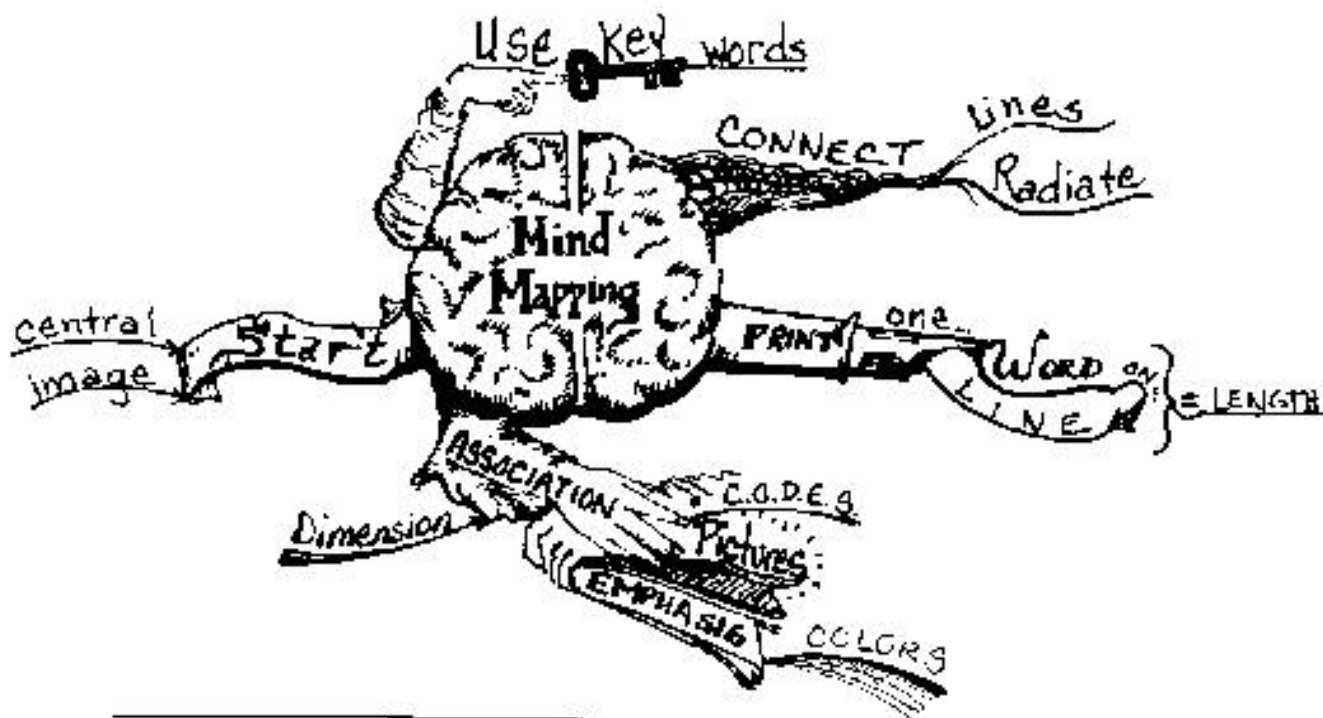 Use Key words
CONNECT
Lines
Radiate
Mind
Mapping
central
image
Start
PRINT
one
WORD on
LINE
= LENGTH
ASSOCIATION
Dimension
C.O.D.E.S
Pictures
EMPHASIS
COLORS